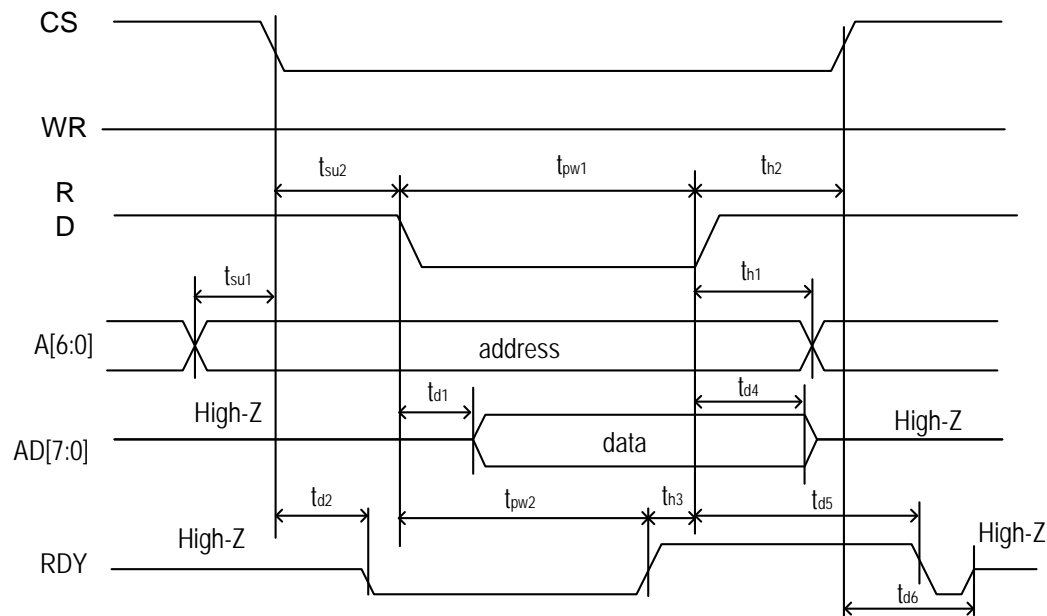 CS
WR
tsu2 tpw1 th2
R
D
tsu1 th1
A[6:0] address
td1 td4
High-Z data High-Z
AD[7:0]
td2 tpw2 th3 td5
High-Z High-Z
RDY
td6